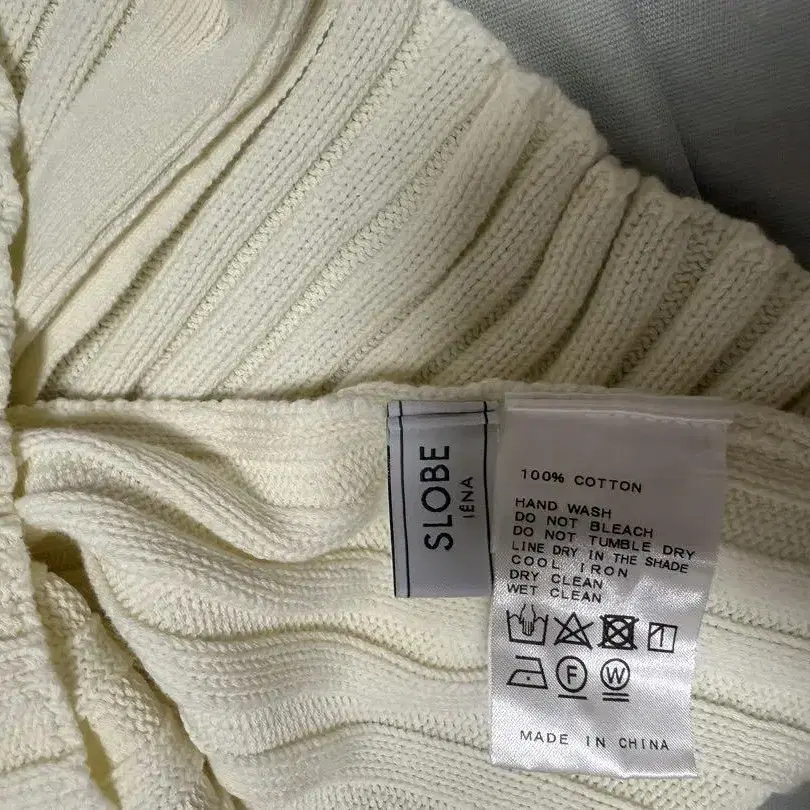 SLOBE
IÉNA
100% COTTON
HAND WASH
DO NOT BLEACH
DO NOT TUMBLE DRY
LINE DRY IN THE SHADE
COOL IRON
DRY CLEAN
WET CLEAN
F
W
MADE IN CHINA